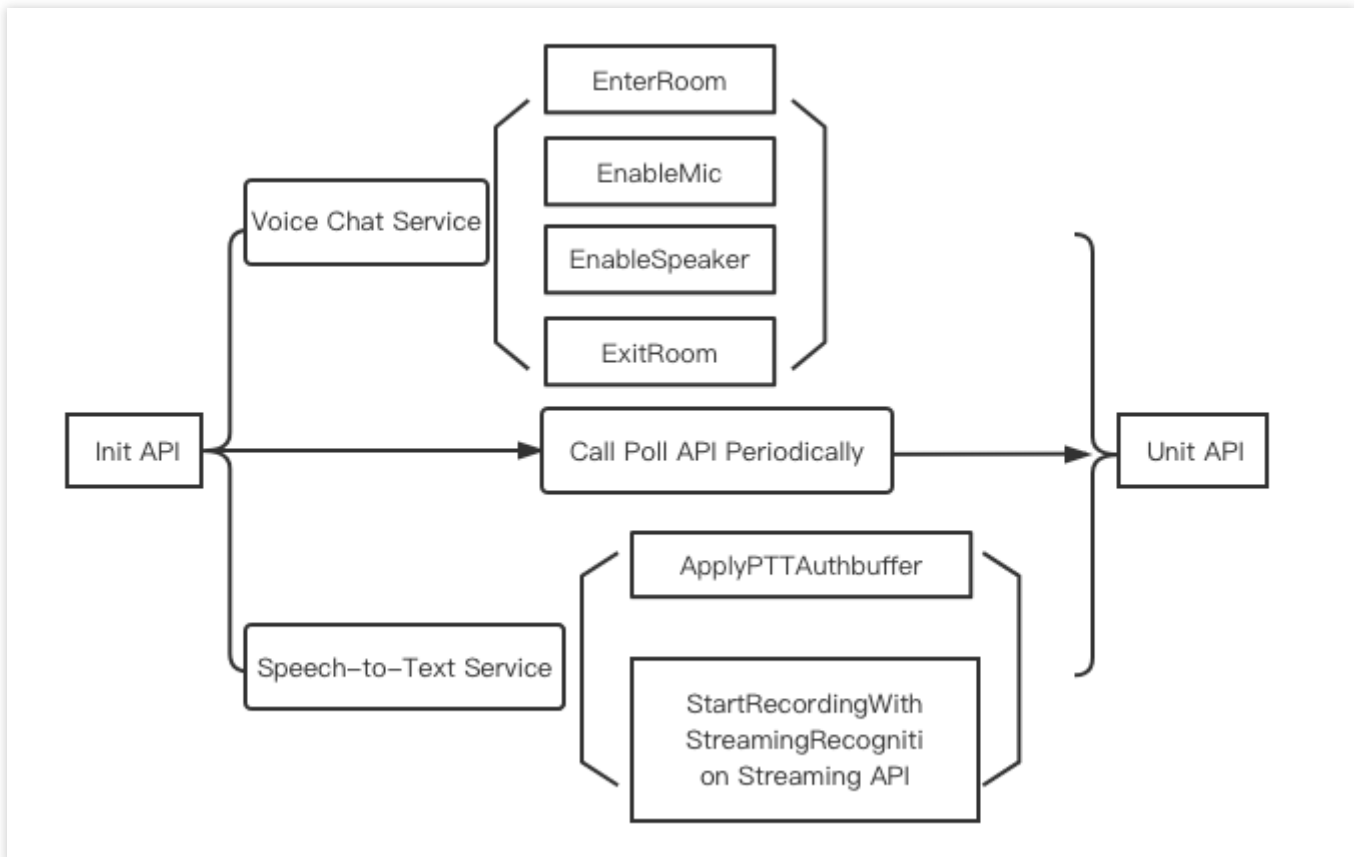 EnterRoom
EnableMic
Voice Chat Service
EnableSpeaker
ExitRoom
Init API
Call Poll API Periodically
Unit API
ApplyPTTAuthbuffer
Speech-to-Text Service
StartRecordingWith
StreamingRecogniti
on Streaming API